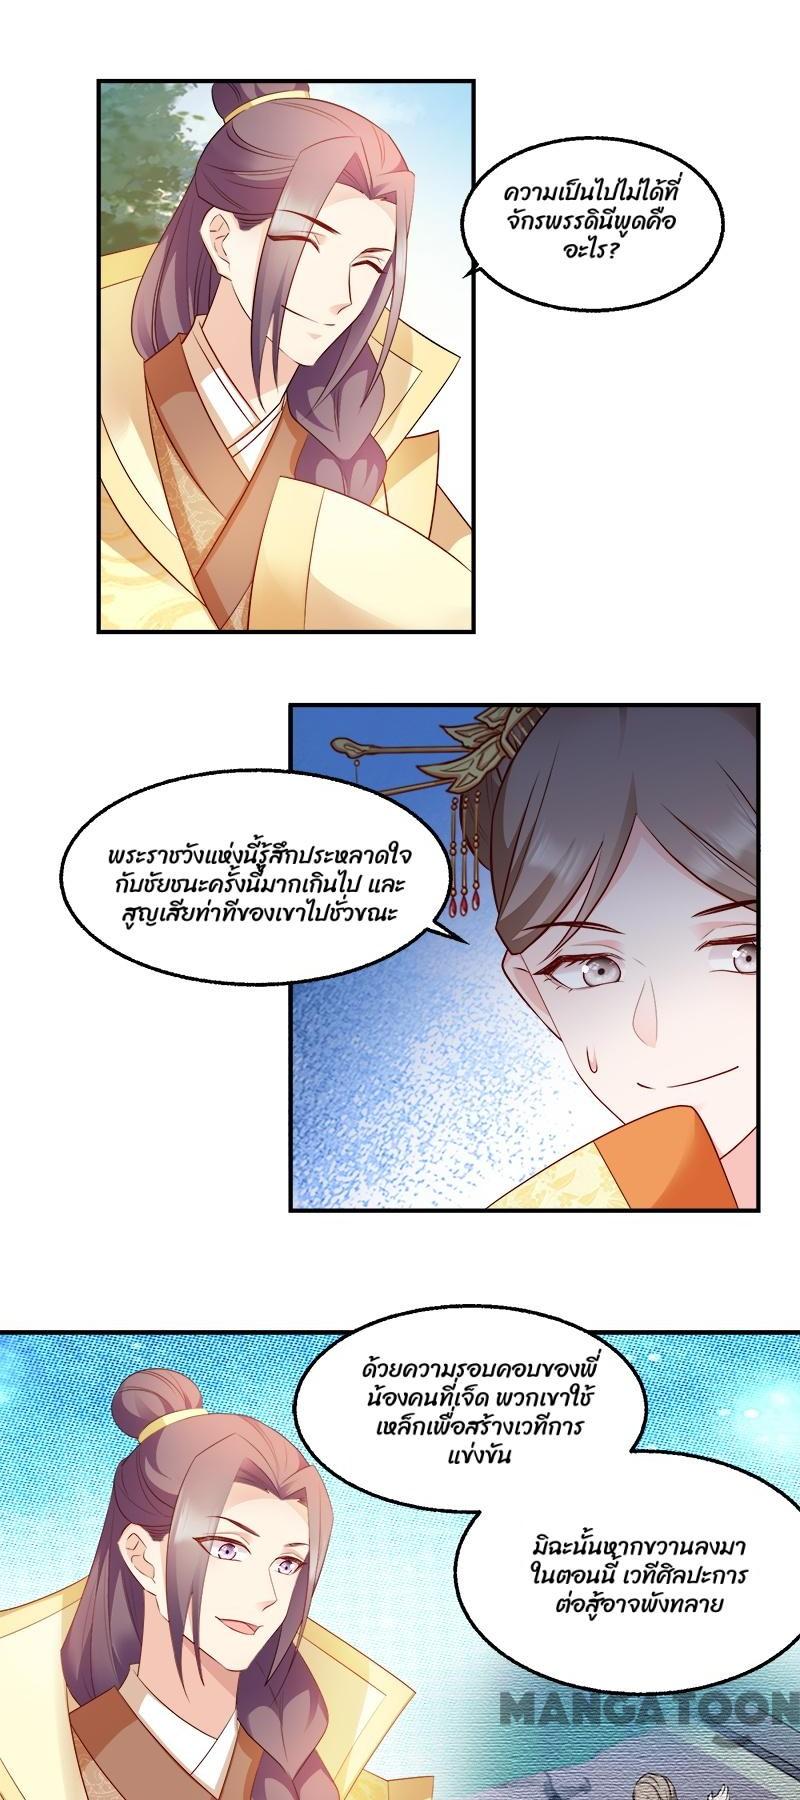 ความเป็นไปไม่ได้ที่
จักรพรรดินีพูดคือ
อะไร?
พระราชวังแห่งนี้รู้สึกประหลาดใจ
กับชัยชนะครั้งนี้มากเกินไป และ
สูญเสียท่าทีของเขาไปชั่วขณะ
ด้วยความรอบคอบของพี่
น้องคนที่เจ็ด พวกเขาใช้
เหล็กเพื่อสร้างเวทีการ
แข่งขัน
มิฉะนั้นหากขวานลงมา
ในตอนนี้ เวทีศิลปะการ
ต่อสู้อาจพังทลาย
MANGATOON